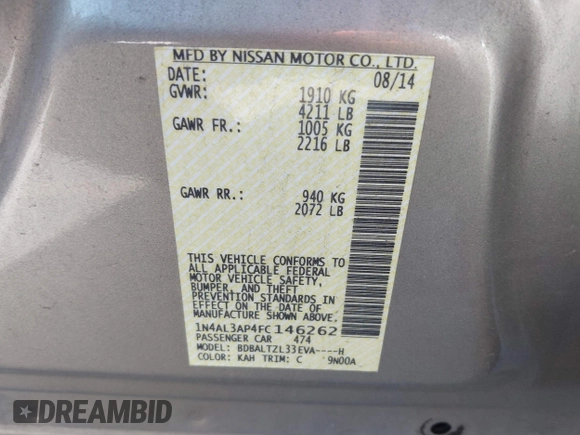 MFD BY NISSAN MOTOR CO., LTD.
DATE: 08/14
GVWR: 1910 KG
4211 LB
GAWR FR.: 1005 KG
2216 LB
GAWR RR.: 940 KG
2072 LB
THIS VEHICLE CONFORMS TO
ALL APPLICABLE FEDERAL
MOTOR VEHICLE SAFETY,
BUMPER, AND THEFT
PREVENTION STANDARDS IN
EFFECT ON THE DATE OF
MANUFACTURE SHOWN ABOVE.
1N4AL3AP4FC146262
PASSENGER CAR 474
MODEL: BDBALTZL33EVA----H
COLOR: KAH TRIM: C 9N00A
BIDRAMBID